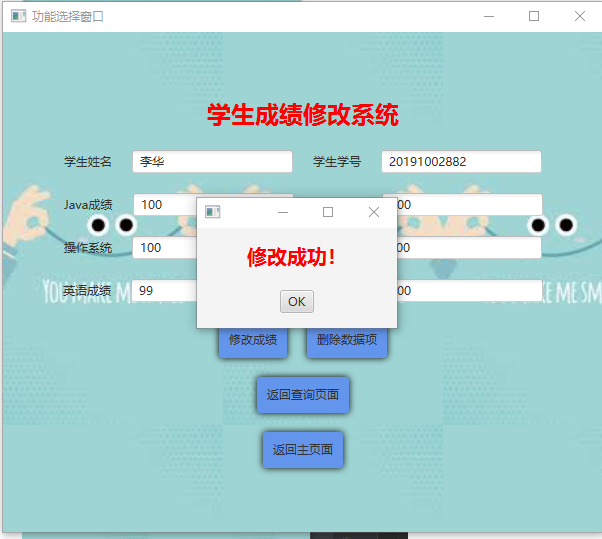 功能选择窗口
学生成绩修改系统
学生姓名 李华 学生学号 20191002882
Java成绩 100 00
操作系统 100 00
英语成绩 99 00
修改成功！
OK
修改成绩 删除数据项
返回查询页面
返回主页面